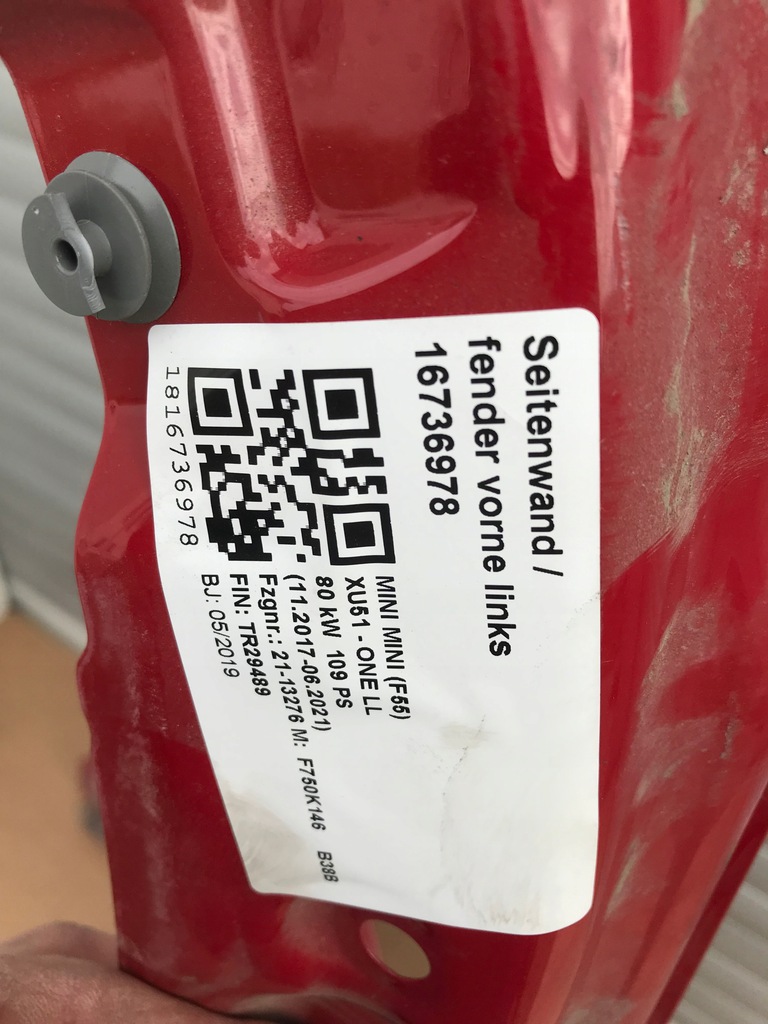 Seitenwand /
fender vorne links
16736978
MINI MINI (F55)
XU51 - ONE LL
80 kW 109 PS
(11.2017-06.2021)
Fzgnr.: 21-13276 M: F750K146 B38B
FIN: TR29489
BJ: 05/2019
1816736978